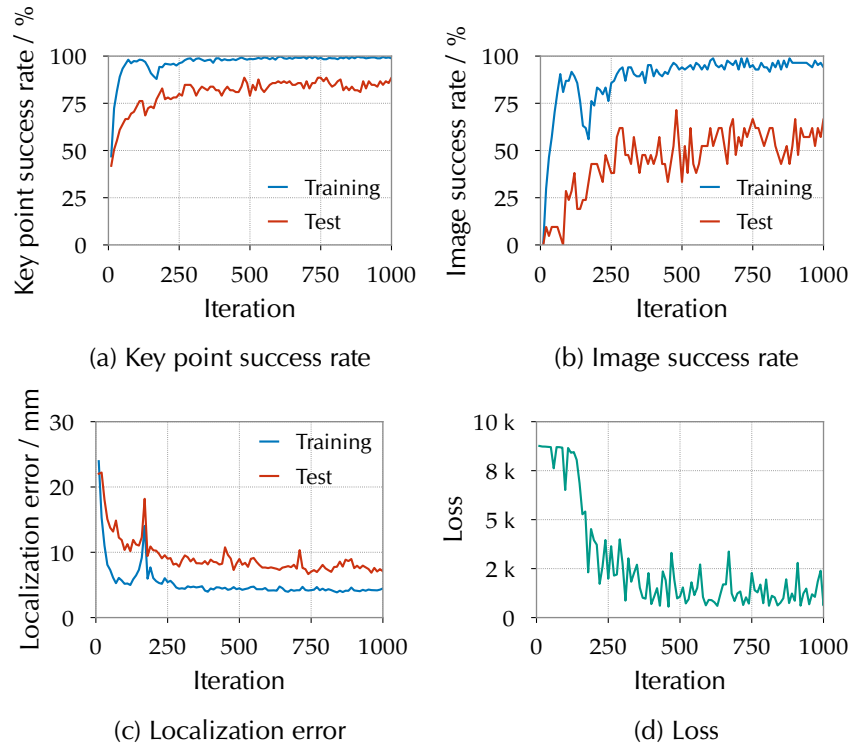 Key point success rate / %
100
75
50
25
0
Training
Test
0 250 500 750 1000
Iteration
(a) Key point success rate
Image success rate / %
100
75
50
25
0
Training
Test
0 250 500 750 1000
Iteration
(b) Image success rate
Localization error / mm
30
20
10
0
Training
Test
0 250 500 750 1000
Iteration
(c) Localization error
Loss
10 k
8 k
5 k
2 k
0
0 250 500 750 1000
Iteration
(d) Loss